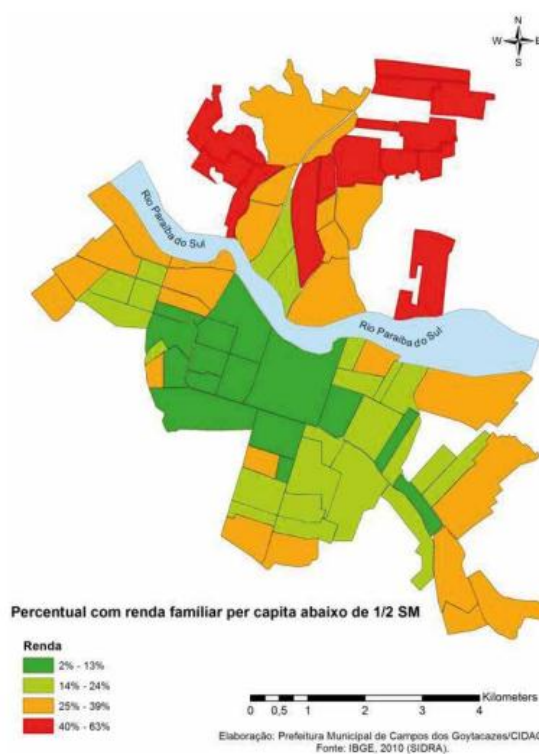 N
W E
S
Rio Paraíba do Sul
Rio Paraíba do Sul
Percentual com renda familiar per capita abaixo de 1/2 SM
Renda
2% - 13%
14% - 24%
25% - 39%
40% - 63%
Kilometers
0 0,5 1 2 3 4
Elaboração: Prefeitura Municipal de Campos dos Goytacazes/CIDAC
Fonte: IBGE, 2010 (SIDRA).